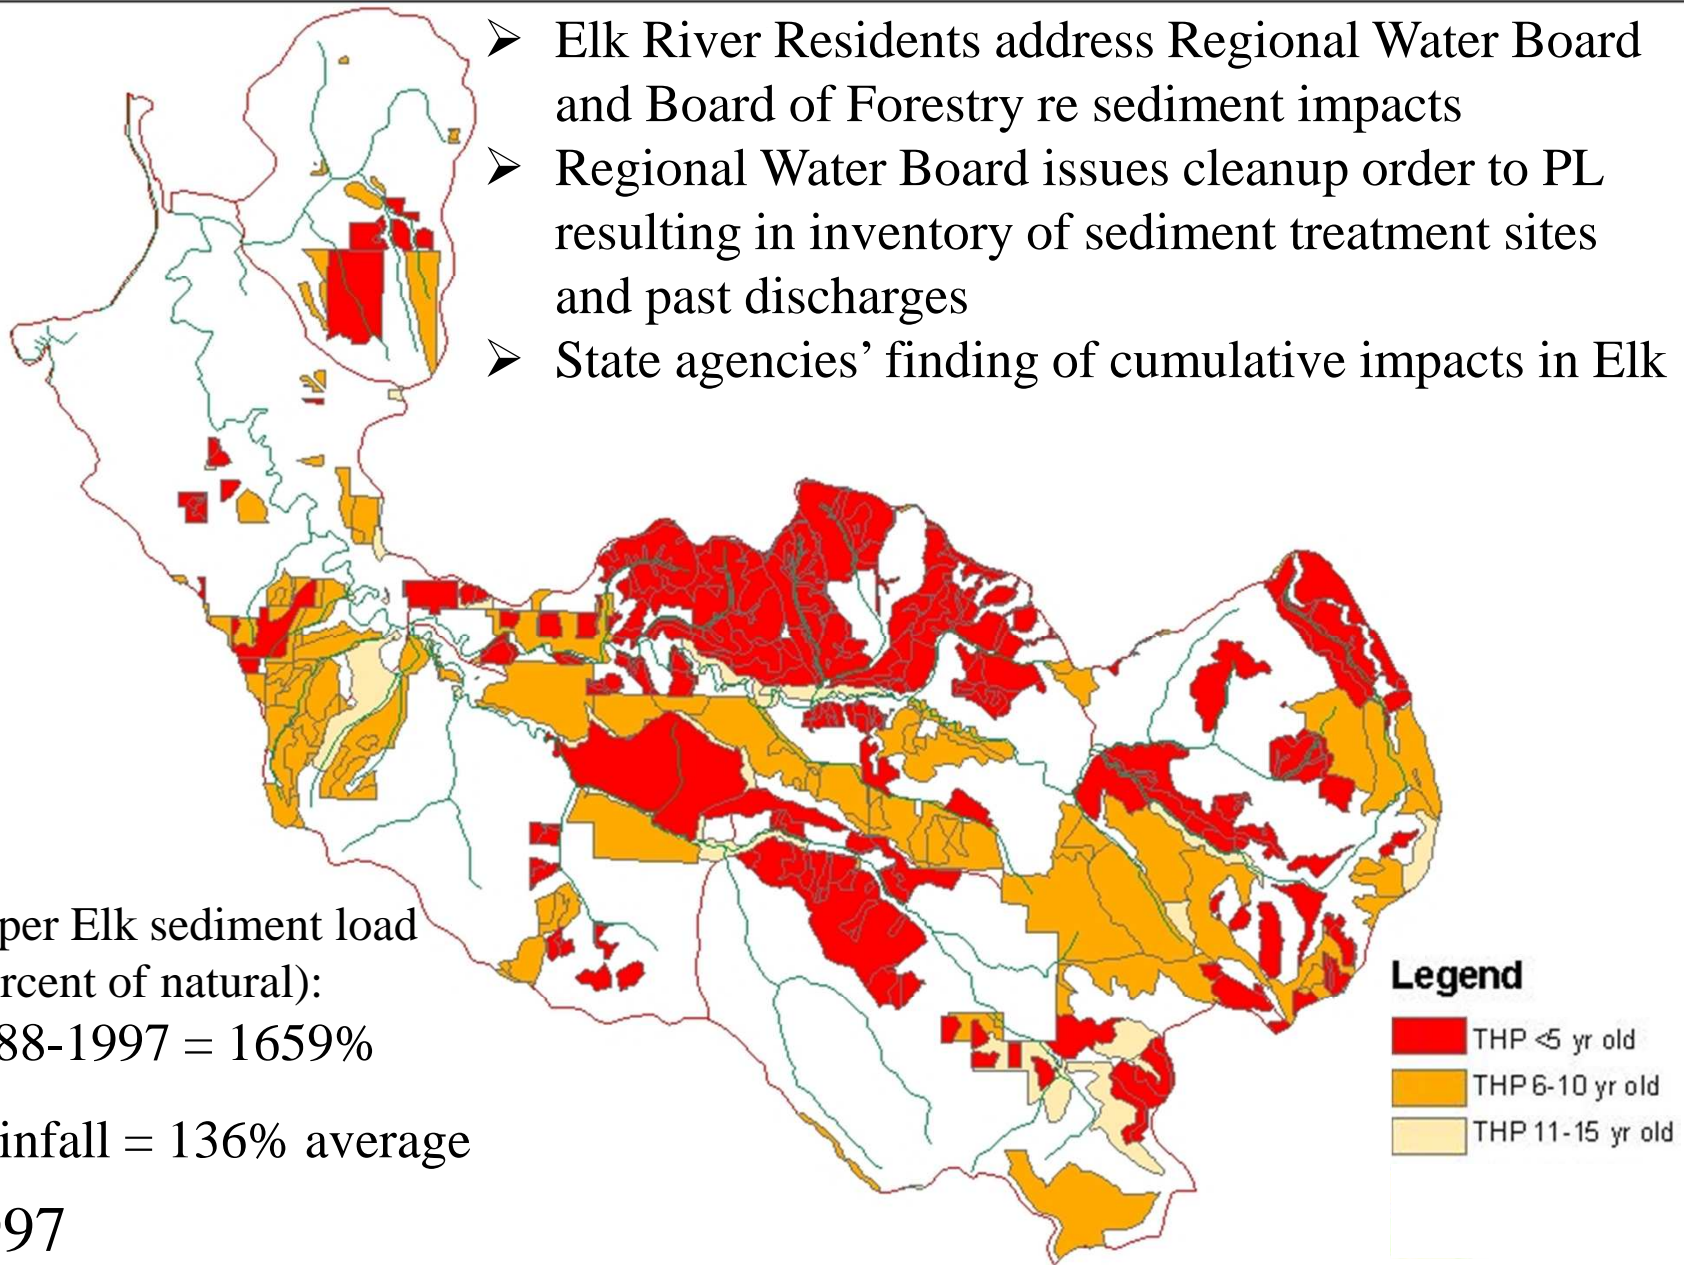 ➢ Elk River Residents address Regional Water Board
and Board of Forestry re sediment impacts
➢ Regional Water Board issues cleanup order to PL
resulting in inventory of sediment treatment sites
and past discharges
➢ State agencies’ finding of cumulative impacts in Elk
per Elk sediment load
rcent of natural):
88-1997 = 1659%
infall = 136% average
97
Legend
THP <5 yr old
THP 6-10 yr old
THP 11-15 yr old